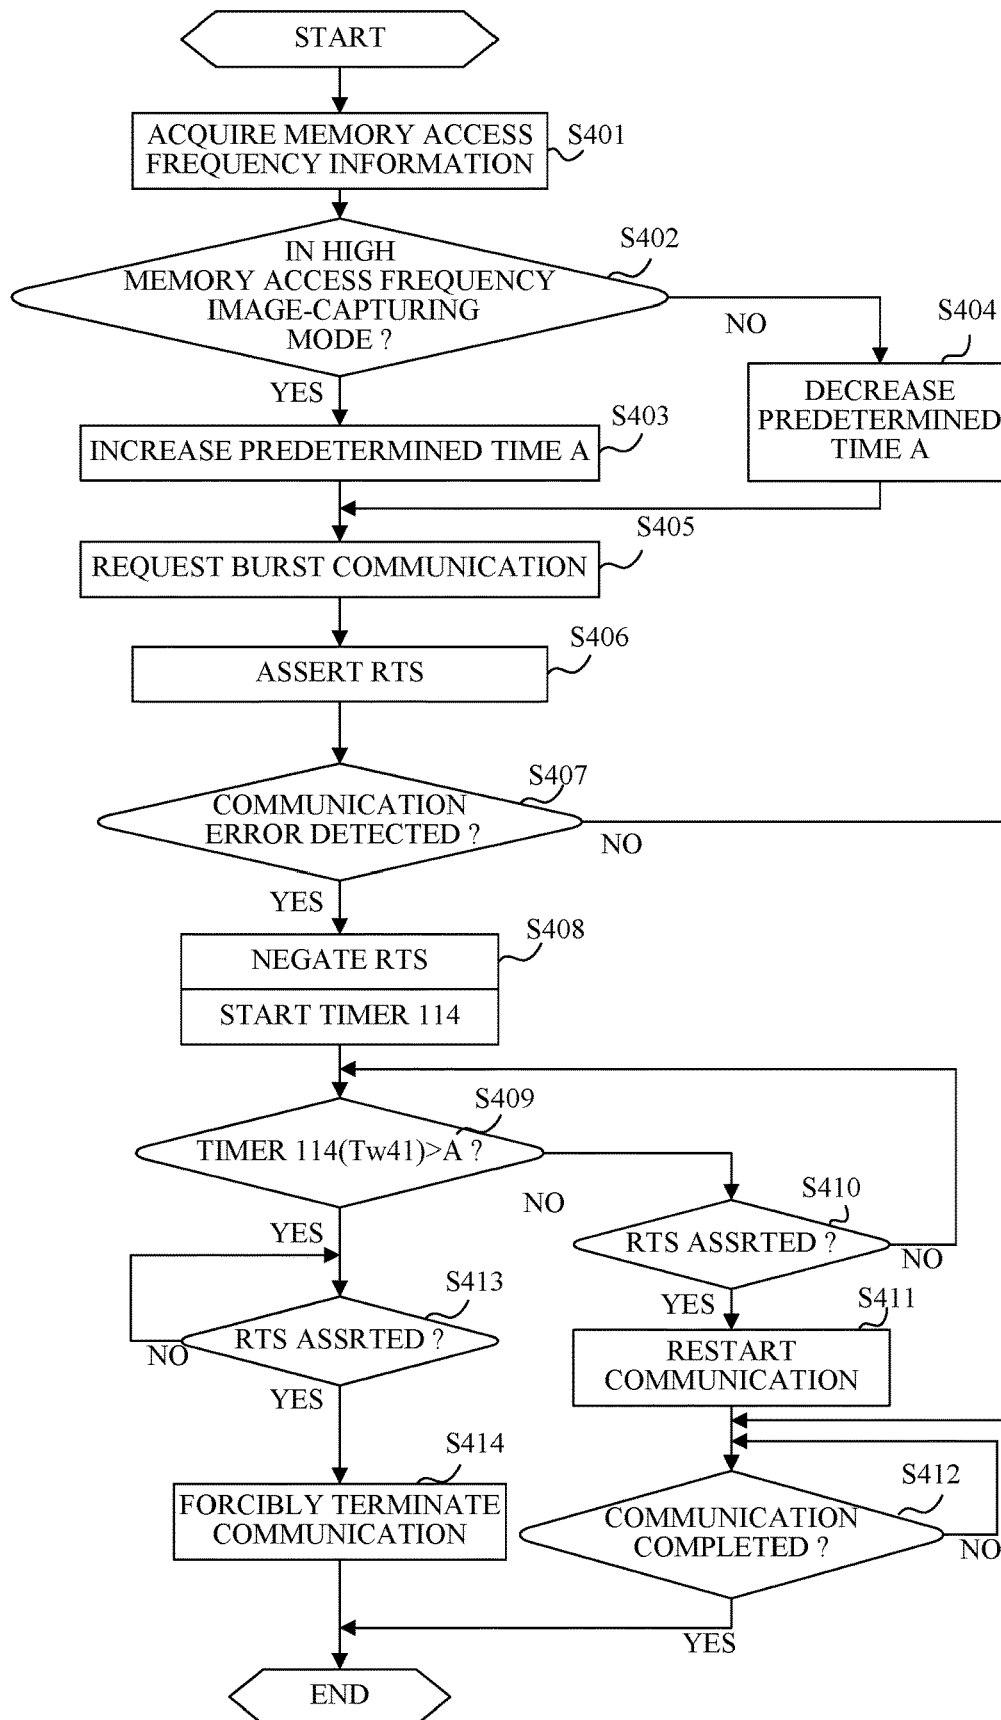 START
ACQUIRE MEMORY ACCESS
FREQUENCY INFORMATION
S401
IN HIGH
MEMORY ACCESS FREQUENCY
IMAGE-CAPTURING
MODE ?
S402
NO
YES
S404
DECREASE
PREDETERMINED
TIME A
S403
INCREASE PREDETERMINED TIME A
S405
REQUEST BURST COMMUNICATION
S406
ASSERT RTS
S407
COMMUNICATION
ERROR DETECTED ?
NO
YES
S408
NEGATE RTS
START TIMER 114
S409
TIMER 114(Tw41)>A ?
NO
YES
S410
RTS ASSRTED ?
NO
YES
S413
RTS ASSRTED ?
NO
YES
S411
RESTART
COMMUNICATION
S414
FORCIBLY TERMINATE
COMMUNICATION
S412
COMMUNICATION
COMPLETED ?
NO
YES
END